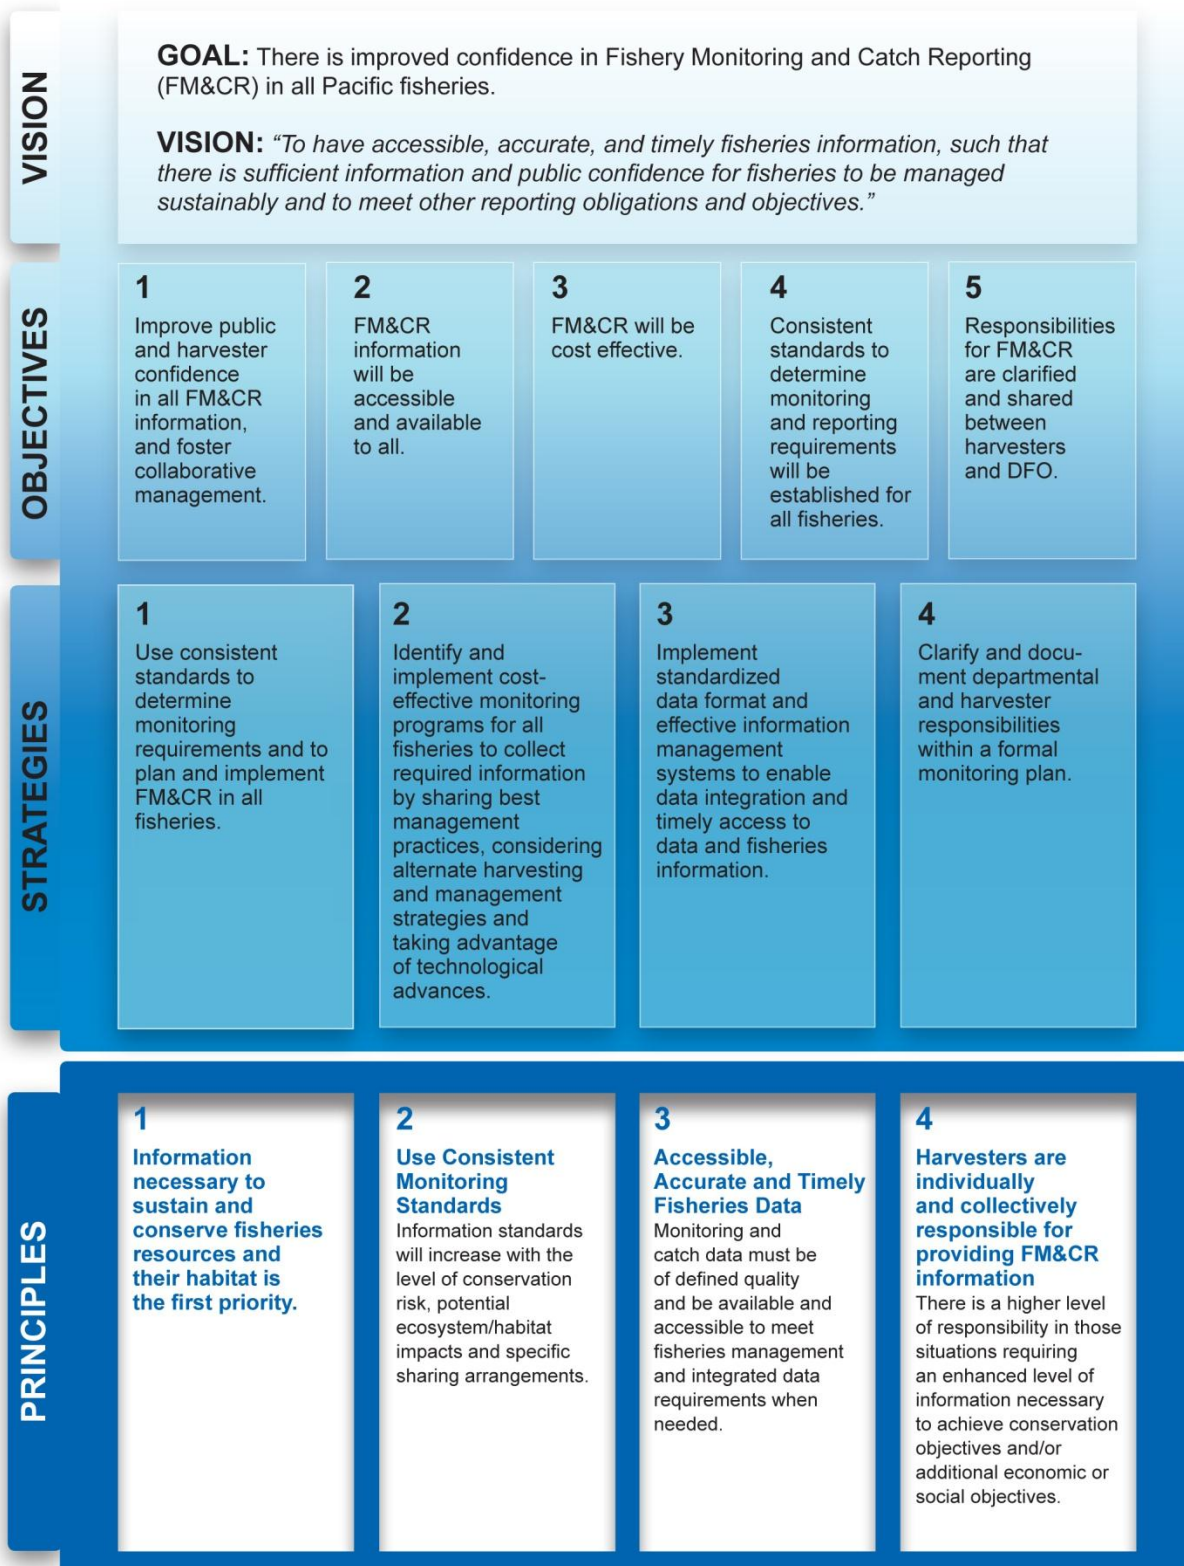 VISION
GOAL: There is improved confidence in Fishery Monitoring and Catch Reporting
(FM&CR) in all Pacific fisheries.
VISION: “To have accessible, accurate, and timely fisheries information, such that
there is sufficient information and public confidence for fisheries to be managed
sustainably and to meet other reporting obligations and objectives.”
OBJECTIVES
1
Improve public
and harvester
confidence
in all FM&CR
information,
and foster
collaborative
management.
2
FM&CR
information
will be
accessible
and available
to all.
3
FM&CR will be
cost effective.
4
Consistent
standards to
determine
monitoring
and reporting
requirements
will be
established for
all fisheries.
5
Responsibilities
for FM&CR
are clarified
and shared
between
harvesters
and DFO.
STRATEGIES
1
Use consistent
standards to
determine
monitoring
requirements and to
plan and implement
FM&CR in all
fisheries.
2
Identify and
implement cost-
effective monitoring
programs for all
fisheries to collect
required information
by sharing best
management
practices, considering
alternate harvesting
and management
strategies and
taking advantage
of technological
advances.
3
Implement
standardized
data format and
effective information
management
systems to enable
data integration and
timely access to
data and fisheries
information.
4
Clarify and docu-
ment departmental
and harvester
responsibilities
within a formal
monitoring plan.
PRINCIPLES
1
Information
necessary to
sustain and
conserve fisheries
resources and
their habitat is
the first priority.
2
Use Consistent
Monitoring
Standards
Information standards
will increase with the
level of conservation
risk, potential
ecosystem/habitat
impacts and specific
sharing arrangements.
3
Accessible,
Accurate and Timely
Fisheries Data
Monitoring and
catch data must be
of defined quality
and be available and
accessible to meet
fisheries management
and integrated data
requirements when
needed.
4
Harvesters are
individually
and collectively
responsible for
providing FM&CR
information
There is a higher level
of responsibility in those
situations requiring
an enhanced level of
information necessary
to achieve conservation
objectives and/or
additional economic or
social objectives.